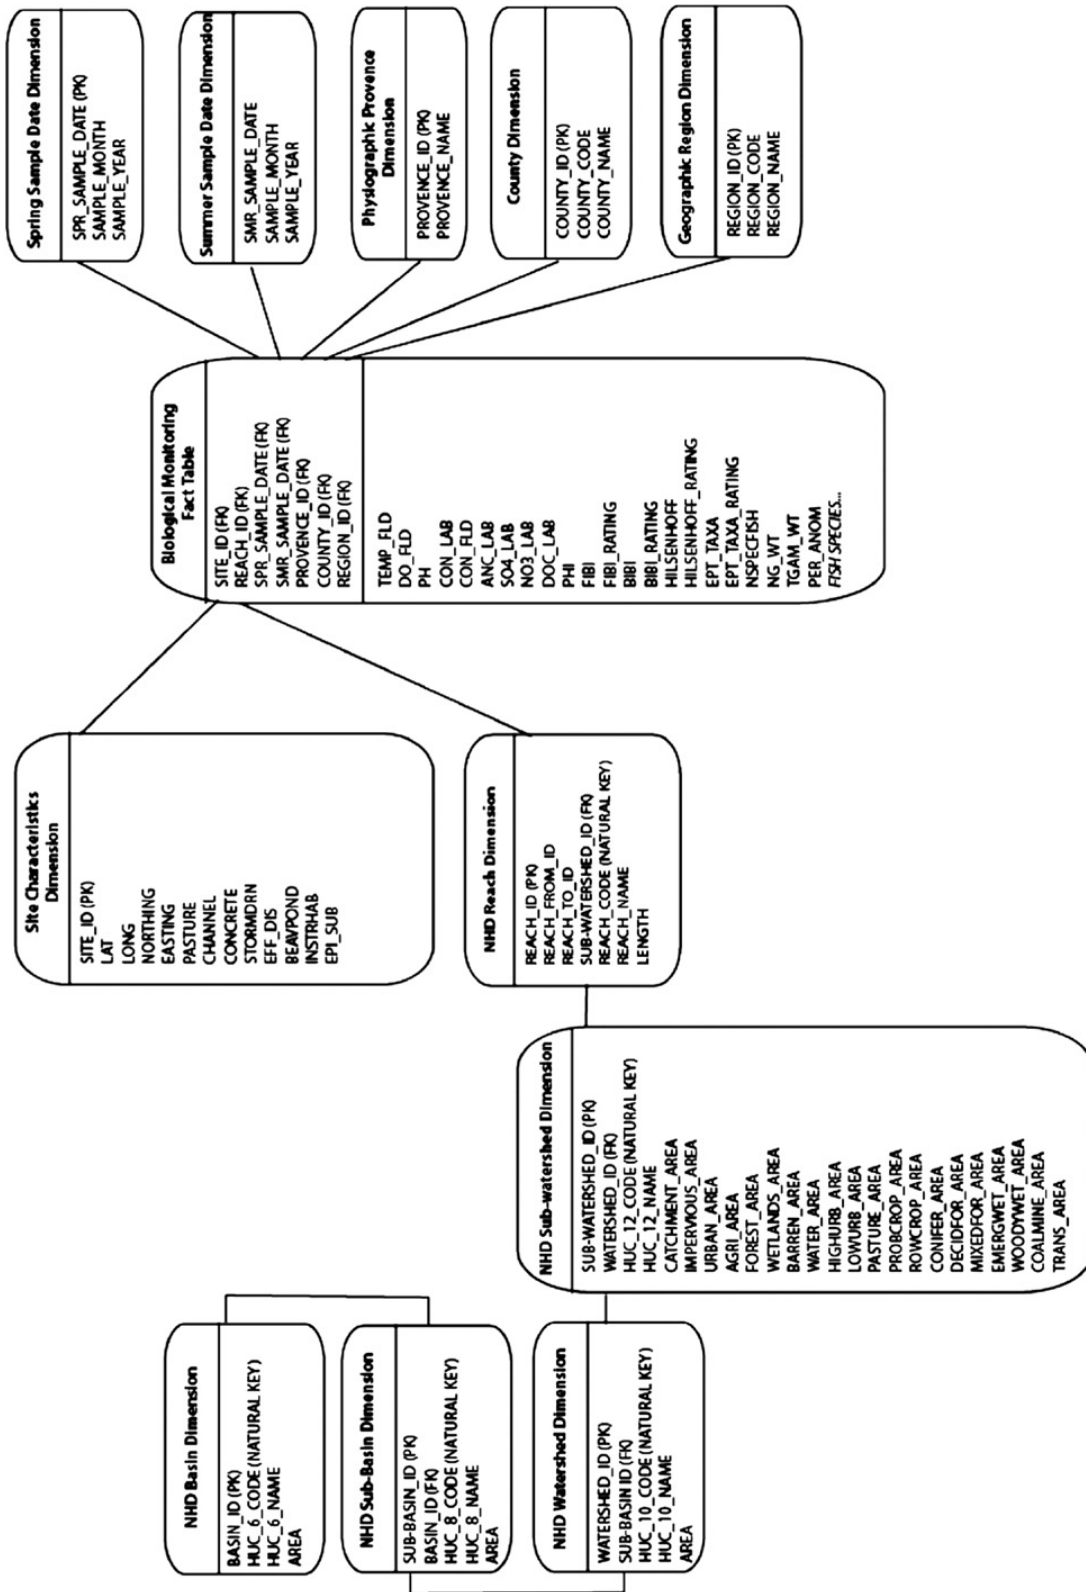 NHD Basin Dimension
BASIN_ID (PK)
HUC_6_CODE (NATURAL KEY)
HUC_6_NAME
AREA
NHD Sub-Basin Dimension
SUB-BASIN_ID (PK)
BASIN_ID (FK)
HUC_8_CODE (NATURAL KEY)
HUC_8_NAME
AREA
NHD Watershed Dimension
WATERSHED_ID (PK)
SUB-BASIN ID (FK)
HUC_10_CODE (NATURAL KEY)
HUC_10_NAME
AREA
NHD Sub-watershed Dimension
SUB-WATERSHED_ID (PK)
WATERSHED_ID (FK)
HUC_12_CODE (NATURAL KEY)
HUC_12_NAME
CATCHMENT_AREA
IMPERVIOUS_AREA
URBAN_AREA
AGRI_AREA
FOREST_AREA
WETLANDS_AREA
BARREN_AREA
WATER_AREA
HIGHURB_AREA
LOWURB_AREA
PASTURE_AREA
PROBCROP_AREA
ROWCROP_AREA
CONIFER_AREA
DECIDFOR_AREA
MIXEDFOR_AREA
EMERGWET_AREA
WOODYWET_AREA
COALMINE_AREA
TRANS_AREA
Site Characteristics
Dimension
SITE_ID (PK)
LAT
LONG
NORTHING
EASTING
PASTURE
CHANNEL
CONCRETE
STORMDRN
EFF_DIS
BEAVPOND
INSTRHAB
EPI_SUB
NHD Reach Dimension
REACH_ID (PK)
REACH_FROM_ID
REACH_TO_ID
SUB-WATERSHED_ID (FK)
REACH_CODE (NATURAL KEY)
REACH_NAME
LENGTH
Biological Monitoring
Fact Table
SITE_ID (FK)
REACH_ID (FK)
SPR_SAMPLE_DATE (FK)
SMR_SAMPLE_DATE (FK)
PROVENCE_ID (FK)
COUNTY_ID (FK)
REGION_ID (FK)
TEMP_FLD
DO_FLD
PH
CON_LAB
CON_FLD
ANC_LAB
SO4_LAB
NO3_LAB
DOC_LAB
PHI
FIBI
FIBI_RATING
BIBI
BIBI_RATING
HILSENHOFF
HILSENHOFF_RATING
EPT_TAXA
EPT_TAXA_RATING
NSPECFISH
NG_WT
TGAM_WT
PER_ANOM
FISH SPECIES...
Spring Sample Date Dimension
SPR_SAMPLE_DATE (PK)
SAMPLE_MONTH
SAMPLE_YEAR
Summer Sample Date Dimension
SMR_SAMPLE_DATE
SAMPLE_MONTH
SAMPLE_YEAR
Physiographic Provence
Dimension
PROVENCE_ID (PK)
PROVENCE_NAME
County Dimension
COUNTY_ID (PK)
COUNTY_CODE
COUNTY_NAME
Geographic Region Dimension
REGION_ID (PK)
REGION_CODE
REGION_NAME